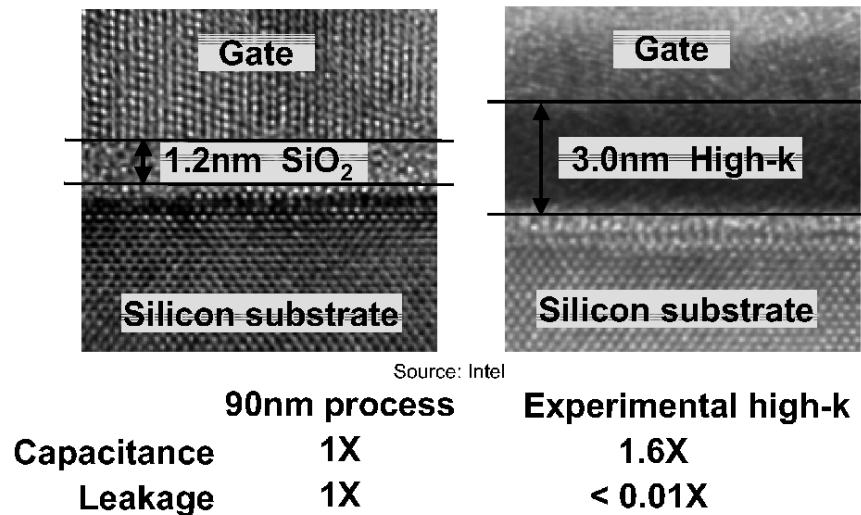 Gate
Gate
1.2nm SiO₂
3.0nm High-k
Silicon substrate
Silicon substrate
Source: Intel
90nm process Experimental high-k
Capacitance 1X 1.6X
Leakage 1X < 0.01X